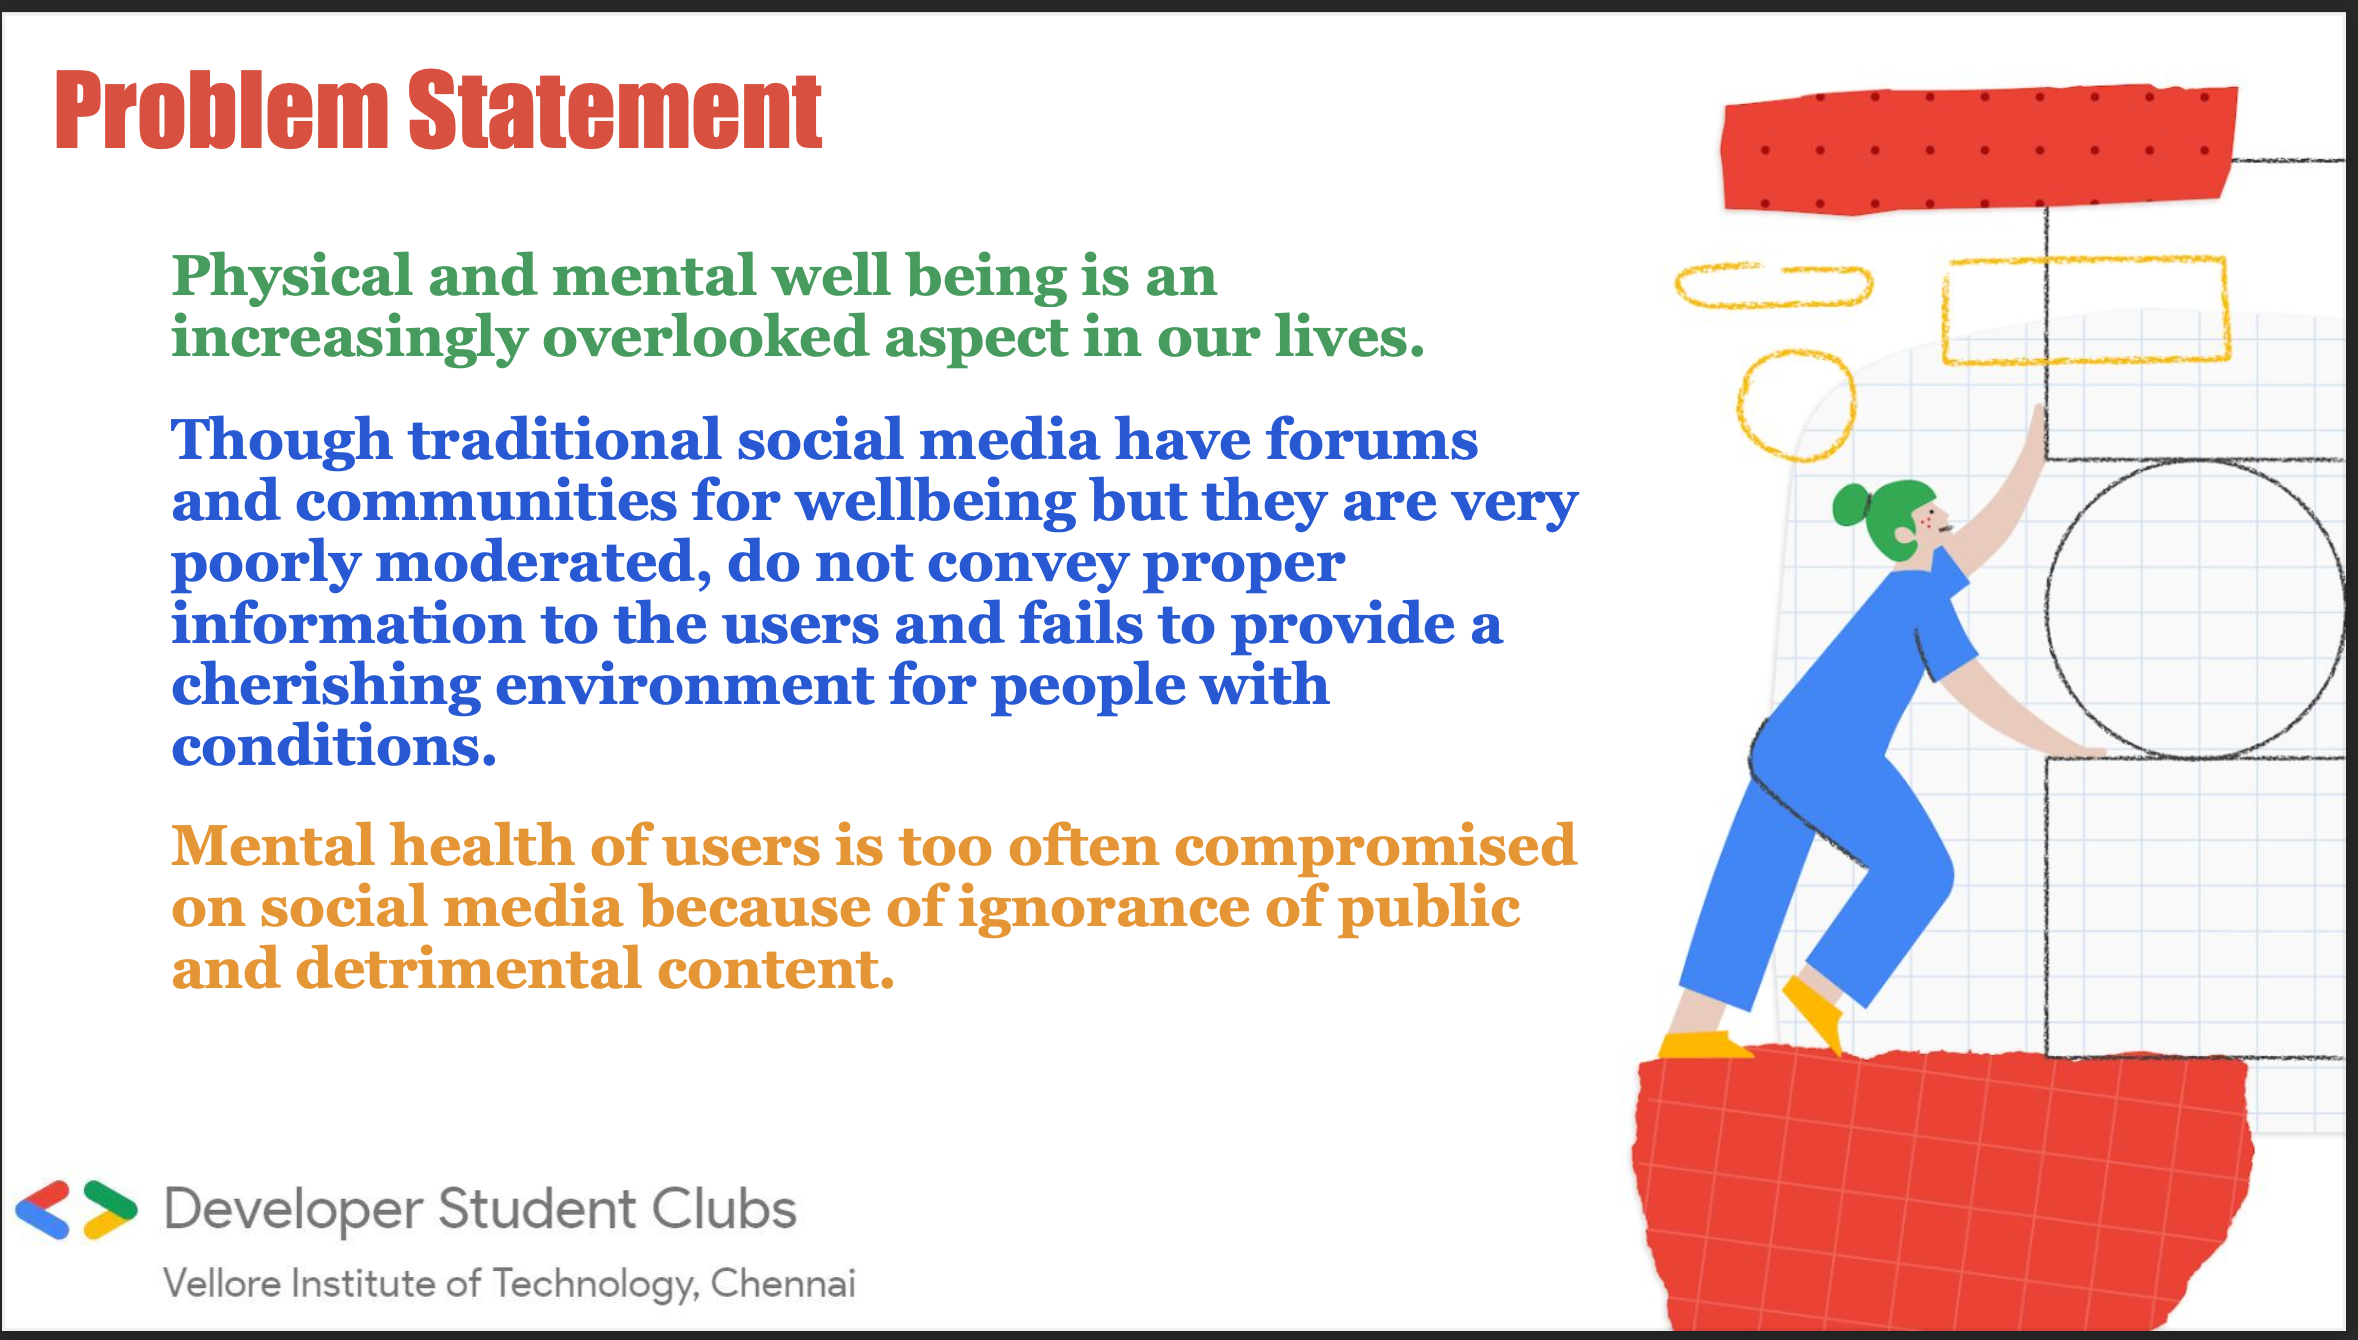 Problem Statement
Physical and mental well being is an
increasingly overlooked aspect in our lives.
Though traditional social media have forums
and communities for wellbeing but they are very
poorly moderated, do not convey proper
information to the users and fails to provide a
cherishing environment for people with
conditions.
Mental health of users is too often compromised
on social media because of ignorance of public
and detrimental content.
Developer Student Clubs
Vellore Institute of Technology, Chennai